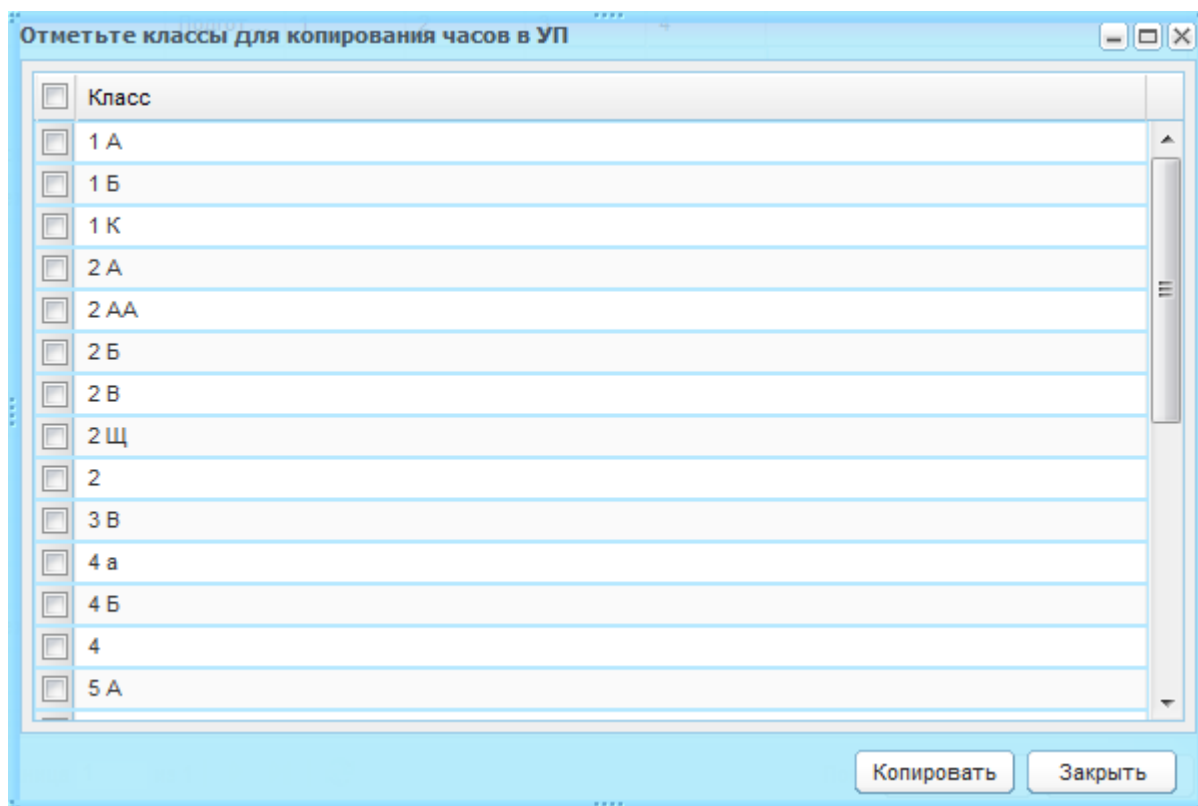 Отметьте классы для копирования часов в УП
Класс
1 А
1 Б
1 К
2 А
2 АА
2 Б
2 В
2 Щ
2
3 В
4 а
4 Б
4
5 А
Копировать Закрыть